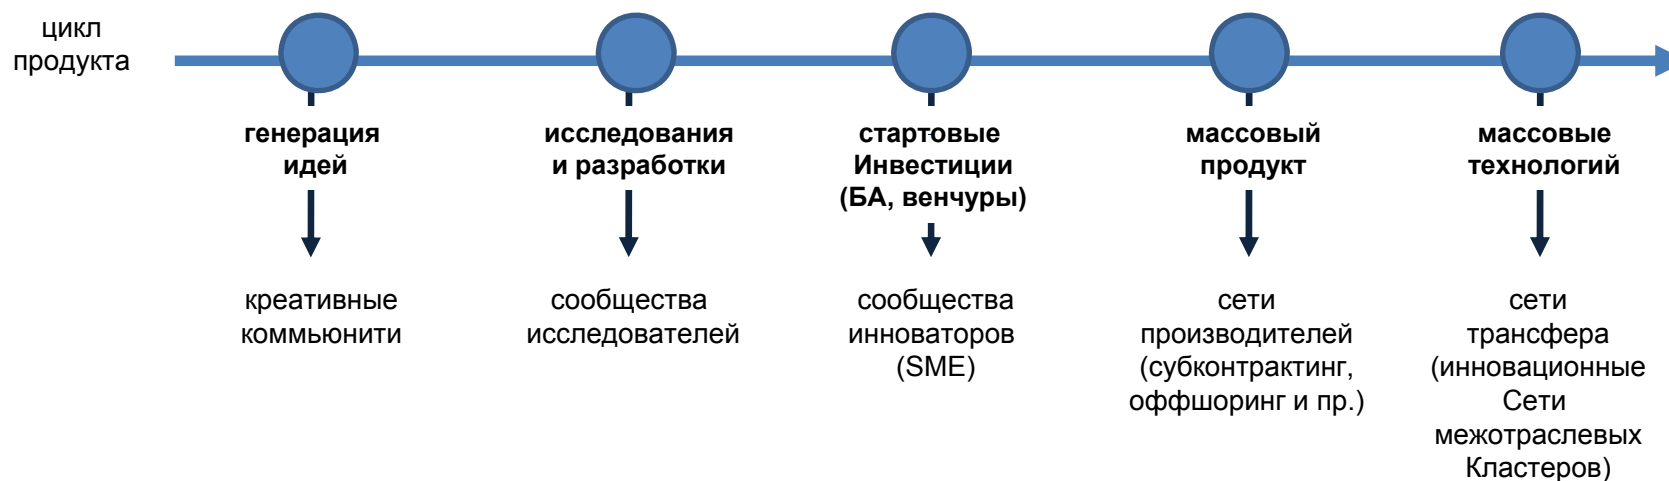 цикл
продукта
генерация
идей
исследования
и разработки
стартовые
Инвестиции
(БА, венчуры)
массовый
продукт
массовые
технологий
креативные
коммьюнити
сообщества
исследователей
сообщества
инноваторов
(SME)
сети
производителей
(субконтрактинг,
оффшоринг и пр.)
сети
трансфера
(инновационные
Сети
межотраслевых
Кластеров)